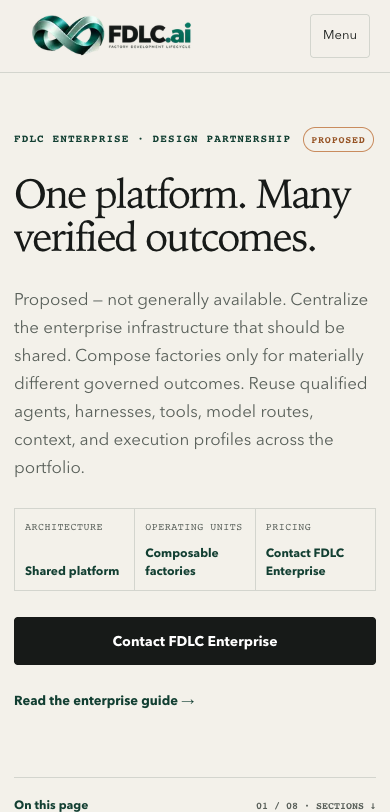 FDLC.ai
FACTORY DEVELOPMENT LIFECYCLE
Menu
FDLC ENTERPRISE · DESIGN PARTNERSHIP
PROPOSED
One platform. Many
verified outcomes.
Proposed — not generally available. Centralize
the enterprise infrastructure that should be
shared. Compose factories only for materially
different governed outcomes. Reuse qualified
agents, harnesses, tools, model routes,
context, and execution profiles across the
portfolio.
ARCHITECTURE
Shared platform
OPERATING UNITS
Composable
factories
PRICING
Contact FDLC
Enterprise
Contact FDLC Enterprise
Read the enterprise guide →
On this page
01 / 08 · SECTIONS ↓